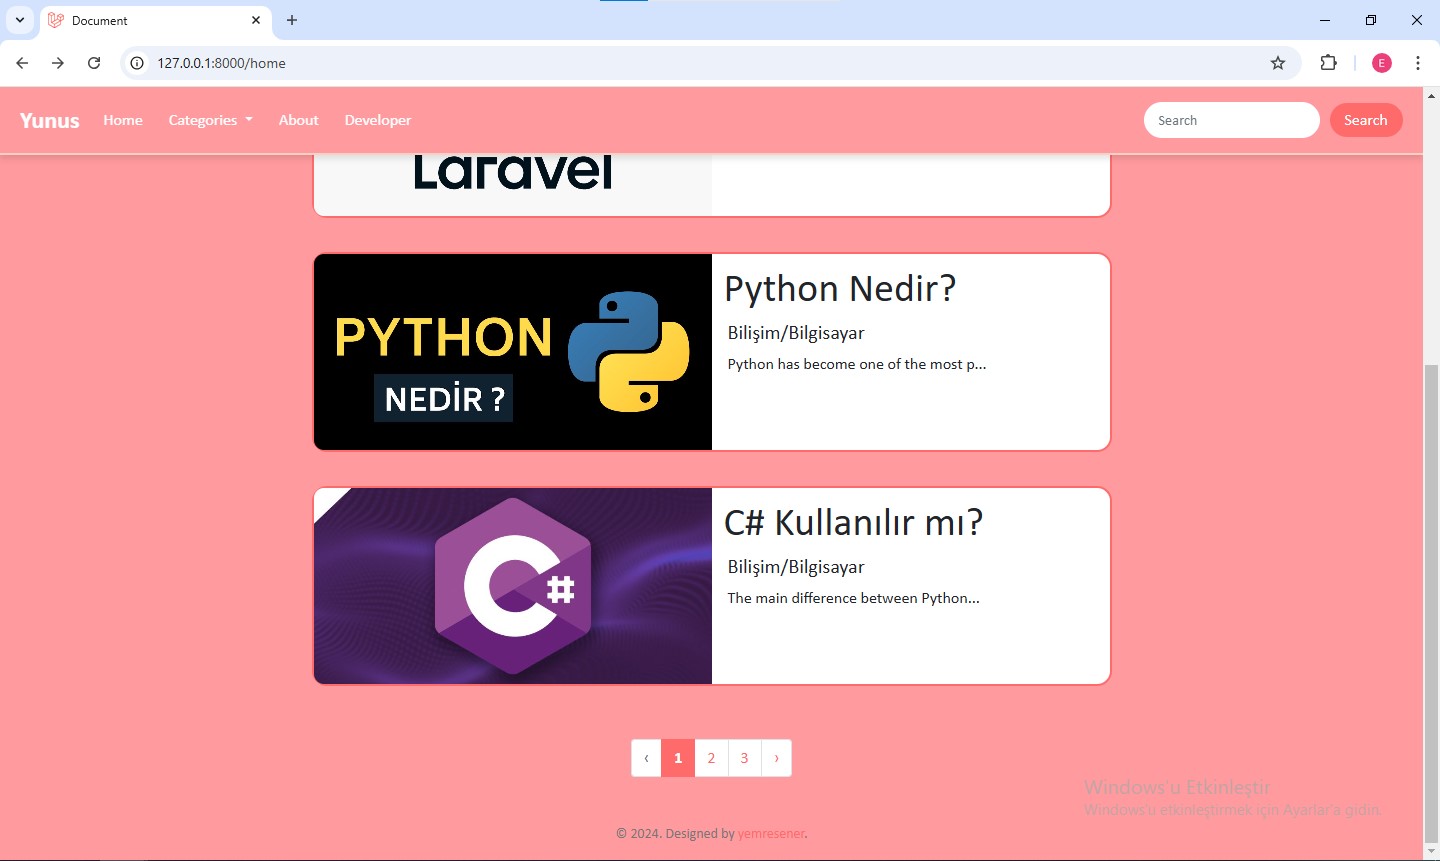 Document
127.0.0.1:8000/home
E
Yunus Home Categories About Developer Search Search
Laravel
PYTHON
NEDİR ?
Python Nedir?
Bilişim/Bilgisayar
Python has become one of the most p...
C#
C# Kullanılır mı?
Bilişim/Bilgisayar
The main difference between Python...
‹ 1 2 3 ›
Windows'u Etkinleştir
Windows'u etkinleştirmek için Ayarlar'a gidin.
© 2024. Designed by yemresener.